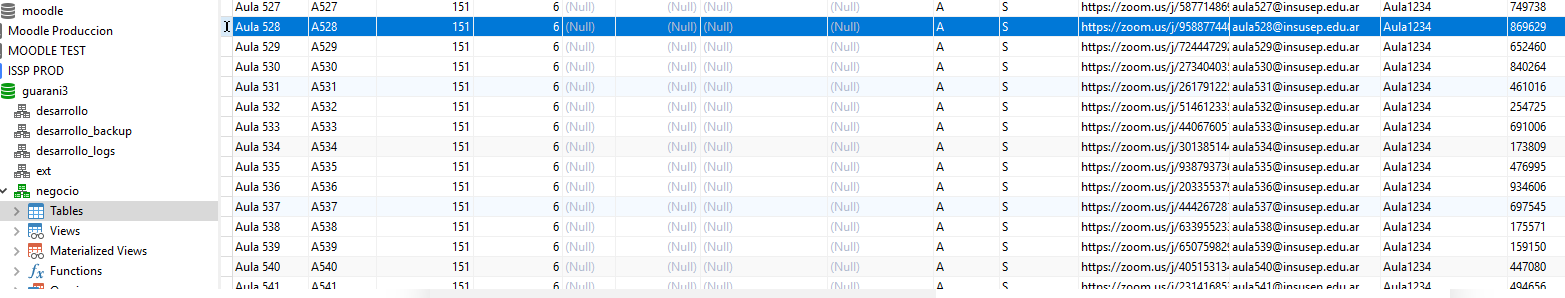 moodle
Moodle Produccion
MOODLE TEST
ISSP PROD
guarani3
desarrollo
desarrollo_backup
desarrollo_logs
ext
negocio
Tables
Views
Materialized Views
Functions
Aula 527 A527 151 6 (Null) (Null) (Null) (Null) A S https://zoom.us/j/58771486 aula527@insusep.edu.ar Aula1234 749738
Aula 528 A528 151 6 (Null) (Null) (Null) (Null) A S https://zoom.us/j/95887744 aula528@insusep.edu.ar Aula1234 869629
Aula 529 A529 151 6 (Null) (Null) (Null) (Null) A S https://zoom.us/j/72444729 aula529@insusep.edu.ar Aula1234 652460
Aula 530 A530 151 6 (Null) (Null) (Null) (Null) A S https://zoom.us/j/27340403 aula530@insusep.edu.ar Aula1234 840264
Aula 531 A531 151 6 (Null) (Null) (Null) (Null) A S https://zoom.us/j/26179122 aula531@insusep.edu.ar Aula1234 461016
Aula 532 A532 151 6 (Null) (Null) (Null) (Null) A S https://zoom.us/j/51461233 aula532@insusep.edu.ar Aula1234 254725
Aula 533 A533 151 6 (Null) (Null) (Null) (Null) A S https://zoom.us/j/44067605 aula533@insusep.edu.ar Aula1234 691006
Aula 534 A534 151 6 (Null) (Null) (Null) (Null) A S https://zoom.us/j/30138514 aula534@insusep.edu.ar Aula1234 173809
Aula 535 A535 151 6 (Null) (Null) (Null) (Null) A S https://zoom.us/j/93879373 aula535@insusep.edu.ar Aula1234 476995
Aula 536 A536 151 6 (Null) (Null) (Null) (Null) A S https://zoom.us/j/20335537 aula536@insusep.edu.ar Aula1234 934606
Aula 537 A537 151 6 (Null) (Null) (Null) (Null) A S https://zoom.us/j/44426728 aula537@insusep.edu.ar Aula1234 697545
Aula 538 A538 151 6 (Null) (Null) (Null) (Null) A S https://zoom.us/j/63395523 aula538@insusep.edu.ar Aula1234 175571
Aula 539 A539 151 6 (Null) (Null) (Null) (Null) A S https://zoom.us/j/65075982 aula539@insusep.edu.ar Aula1234 159150
Aula 540 A540 151 6 (Null) (Null) (Null) (Null) A S https://zoom.us/j/40515313 aula540@insusep.edu.ar Aula1234 447080
Aula 541 A541 151 6 (Null) (Null) (Null) (Null) A S https://zoom.us/j/23141685 aula541@insusep.edu.ar Aula1234 494656